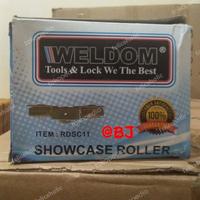 WELDOM
Tools & Lock We The Best
100%
ITEM : RDSC11
@BJ
SHOWCASE ROLLER